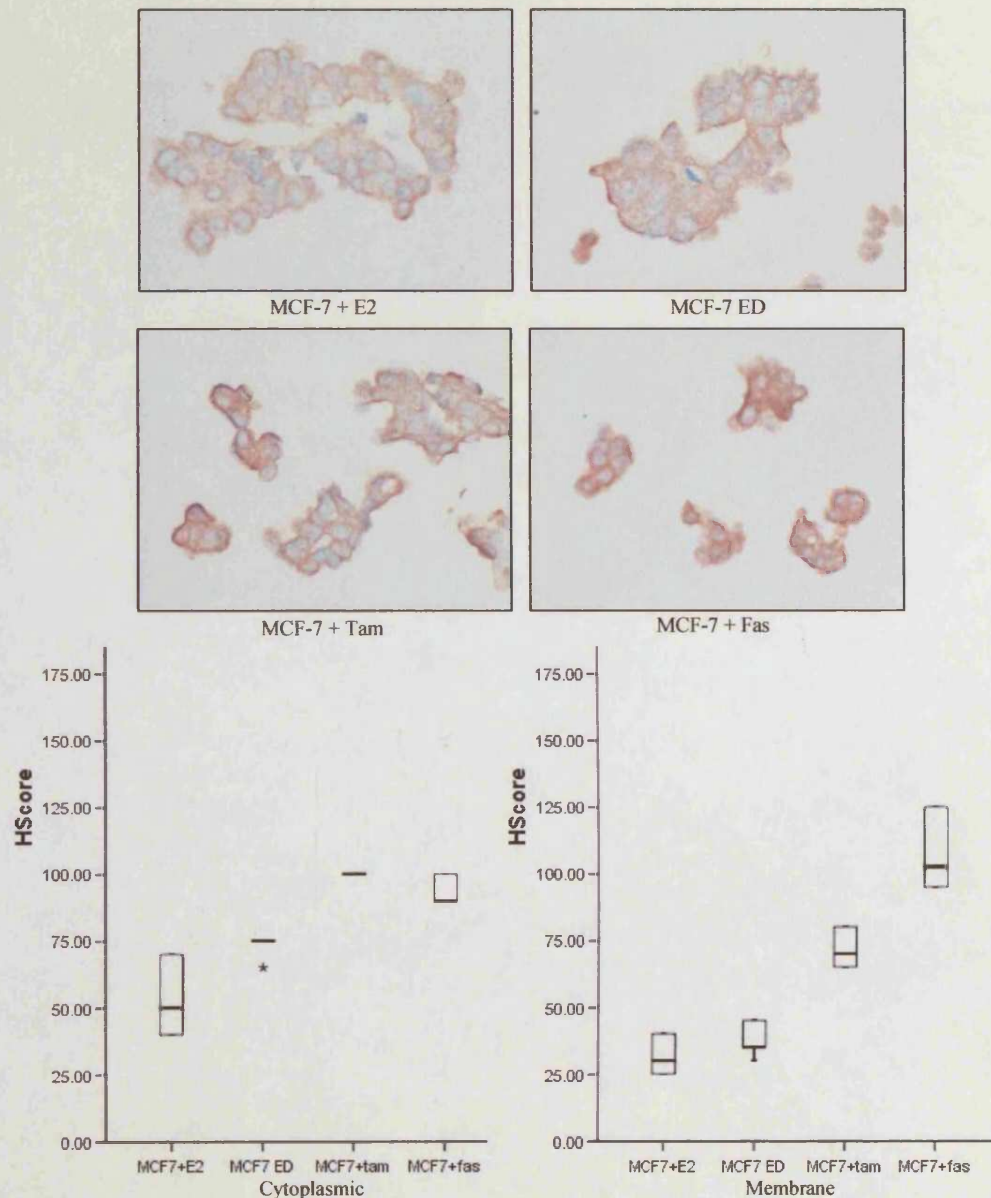 MCF-7 + E2
MCF-7 ED
MCF-7 + Tam
MCF-7 + Fas
HScore
175.00
150.00
125.00
100.00
75.00
50.00
25.00
0.00
*
MCF7+E2 MCF7 ED MCF7+tam MCF7+fas
Cytoplasmic
HScore
175.00
150.00
125.00
100.00
75.00
50.00
25.00
0.00
MCF7+E2 MCF7 ED MCF7+tam MCF7+fas
Membrane